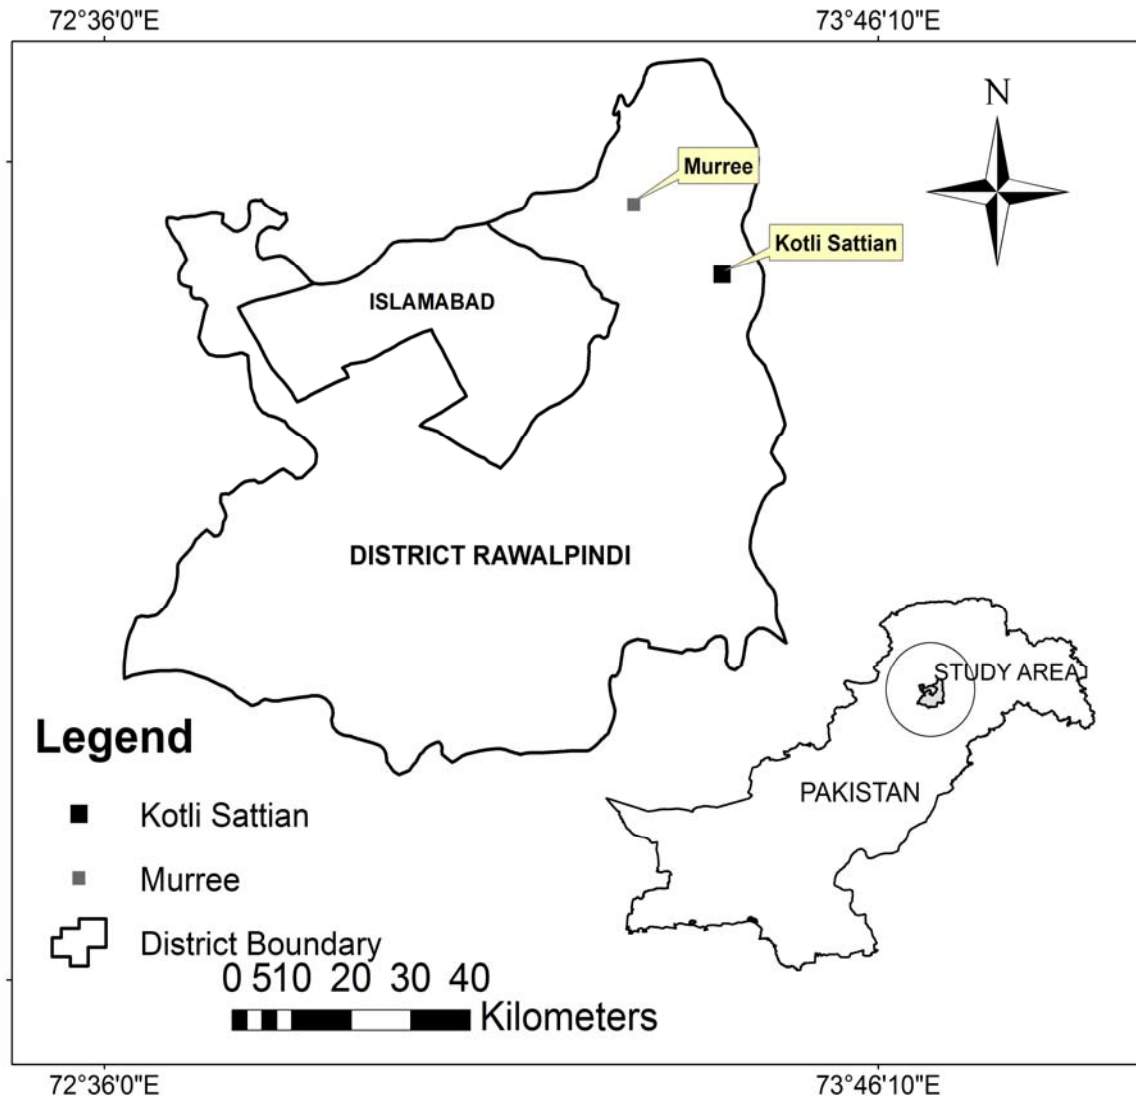 72°36'0"E
73°46'10"E
N
Murree
Kotli Sattian
ISLAMABAD
DISTRICT RAWALPINDI
STUDY AREA
PAKISTAN
Legend
Kotli Sattian
Murree
District Boundary
0 510 20 30 40
Kilometers
72°36'0"E
73°46'10"E